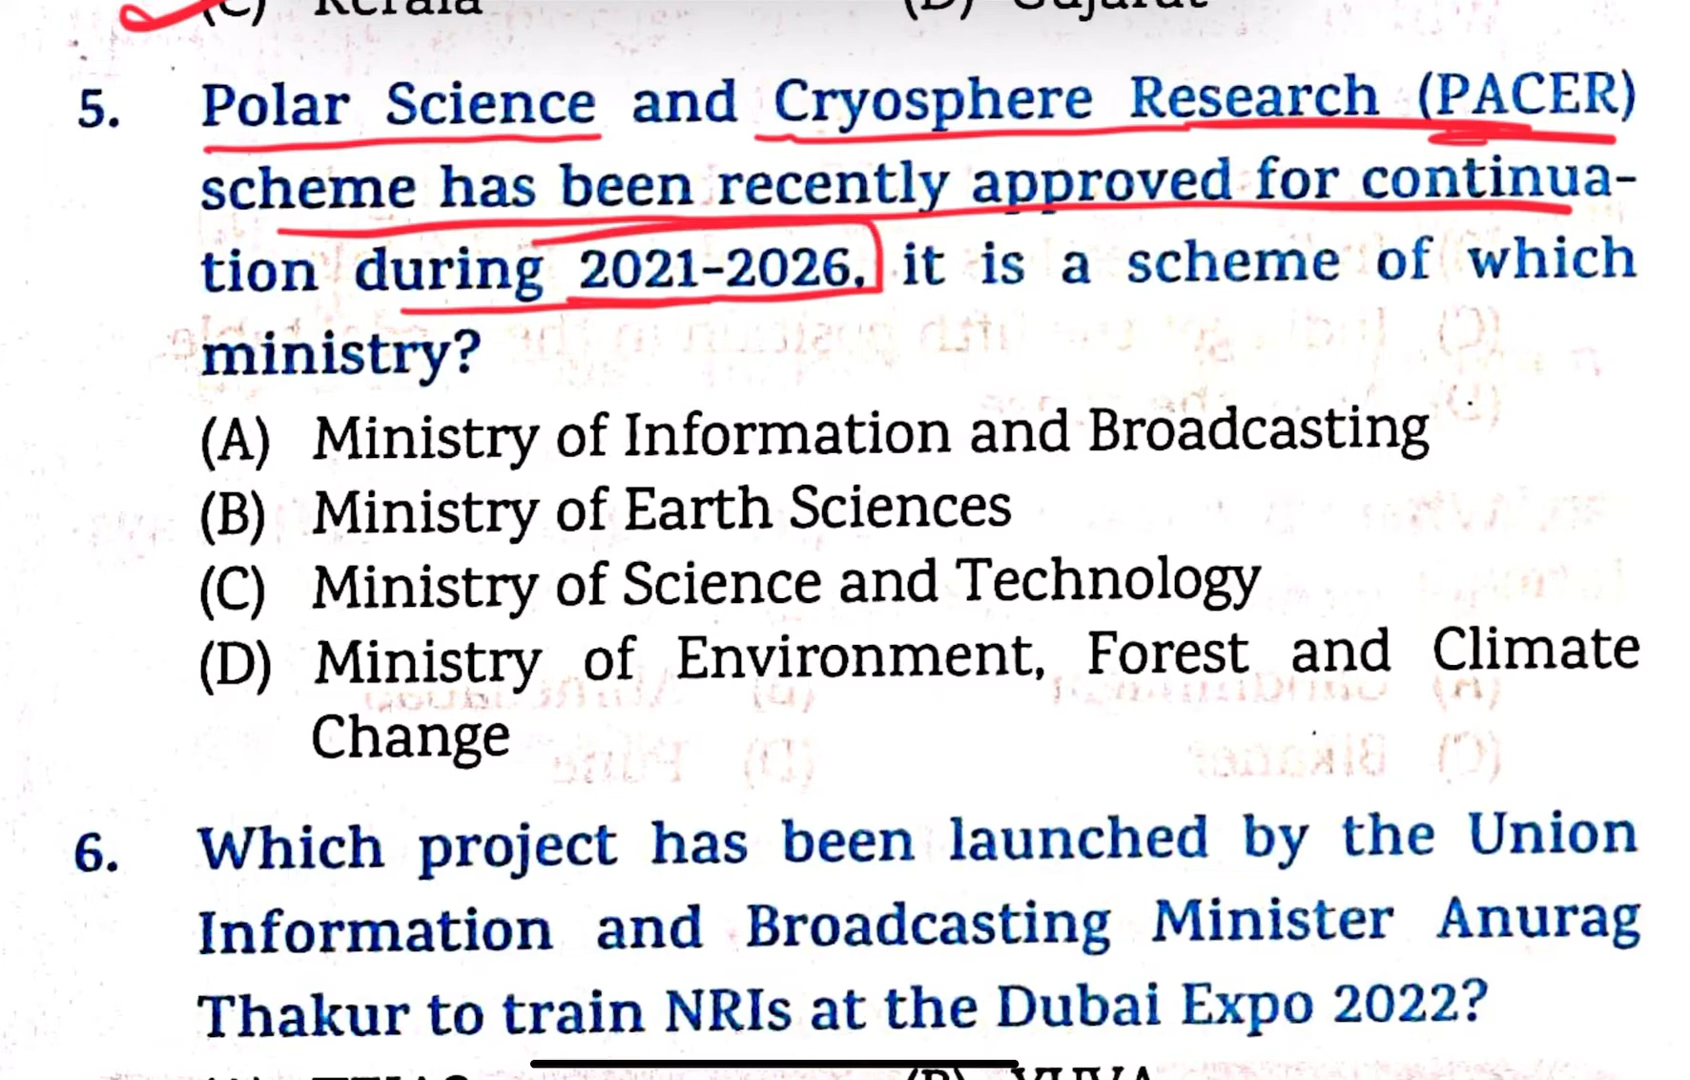 (C) Kerala (D) Gujarat
5. Polar Science and Cryosphere Research (PACER)
scheme has been recently approved for continua-
tion during 2021-2026, it is a scheme of which
ministry?
(A) Ministry of Information and Broadcasting
(B) Ministry of Earth Sciences
(C) Ministry of Science and Technology
(D) Ministry of Environment, Forest and Climate
Change
6. Which project has been launched by the Union
Information and Broadcasting Minister Anurag
Thakur to train NRIs at the Dubai Expo 2022?